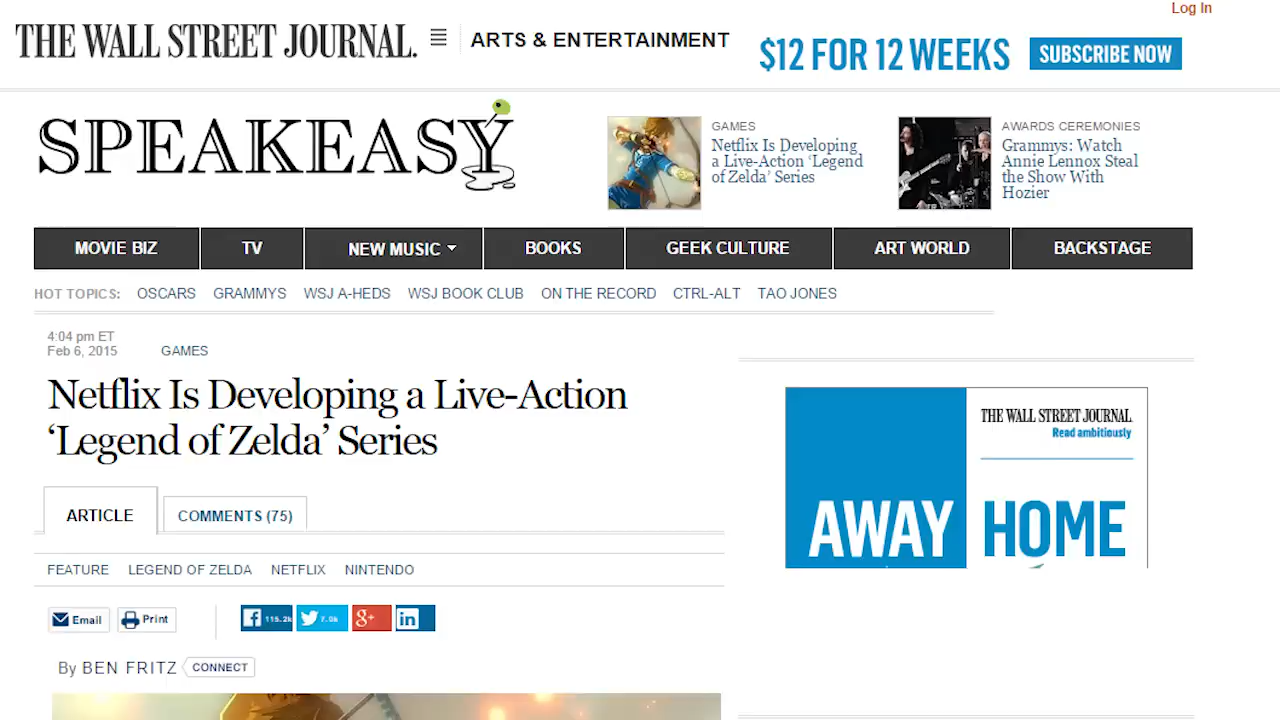 Log In
THE WALL STREET JOURNAL.
ARTS & ENTERTAINMENT
$12 FOR 12 WEEKS
SUBSCRIBE NOW
SPEAKEASY
GAMES
Netflix Is Developing
a Live-Action ‘Legend
of Zelda’ Series
AWARDS CEREMONIES
Grammys: Watch
Annie Lennox Steal
the Show With
Hozier
MOVIE BIZ
TV
NEW MUSIC
BOOKS
GEEK CULTURE
ART WORLD
BACKSTAGE
HOT TOPICS: OSCARS GRAMMYS WSJ A-HEDS WSJ BOOK CLUB ON THE RECORD CTRL-ALT TAO JONES
4:04 pm ET
Feb 6, 2015
GAMES
Netflix Is Developing a Live-Action
‘Legend of Zelda’ Series
ARTICLE
COMMENTS (75)
FEATURE LEGEND OF ZELDA NETFLIX NINTENDO
Email
Print
115.2k
7.0k
g+
in
By BEN FRITZ
CONNECT
THE WALL STREET JOURNAL
Read ambitiously
AWAY HOME